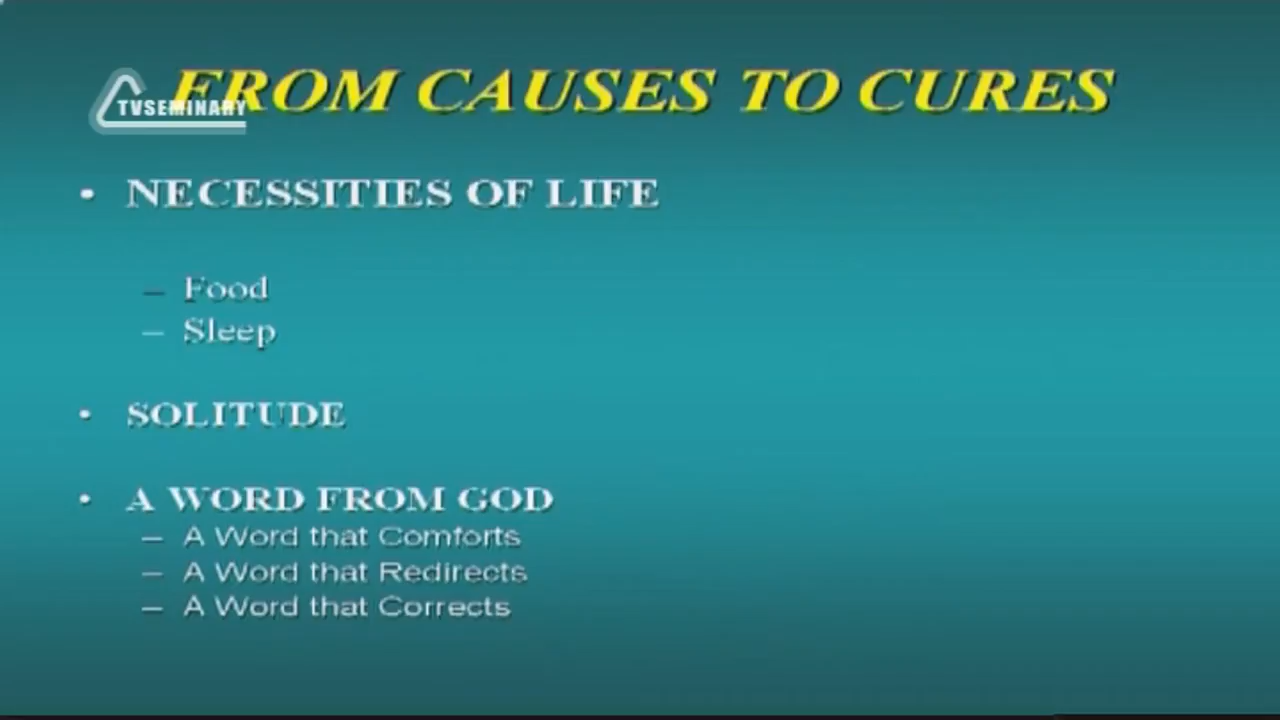 FROM CAUSES TO CURES
TVSEMINARY
• NECESSITIES OF LIFE
– Food
– Sleep
• SOLITUDE
• A WORD FROM GOD
– A Word that Comforts
– A Word that Redirects
– A Word that Corrects